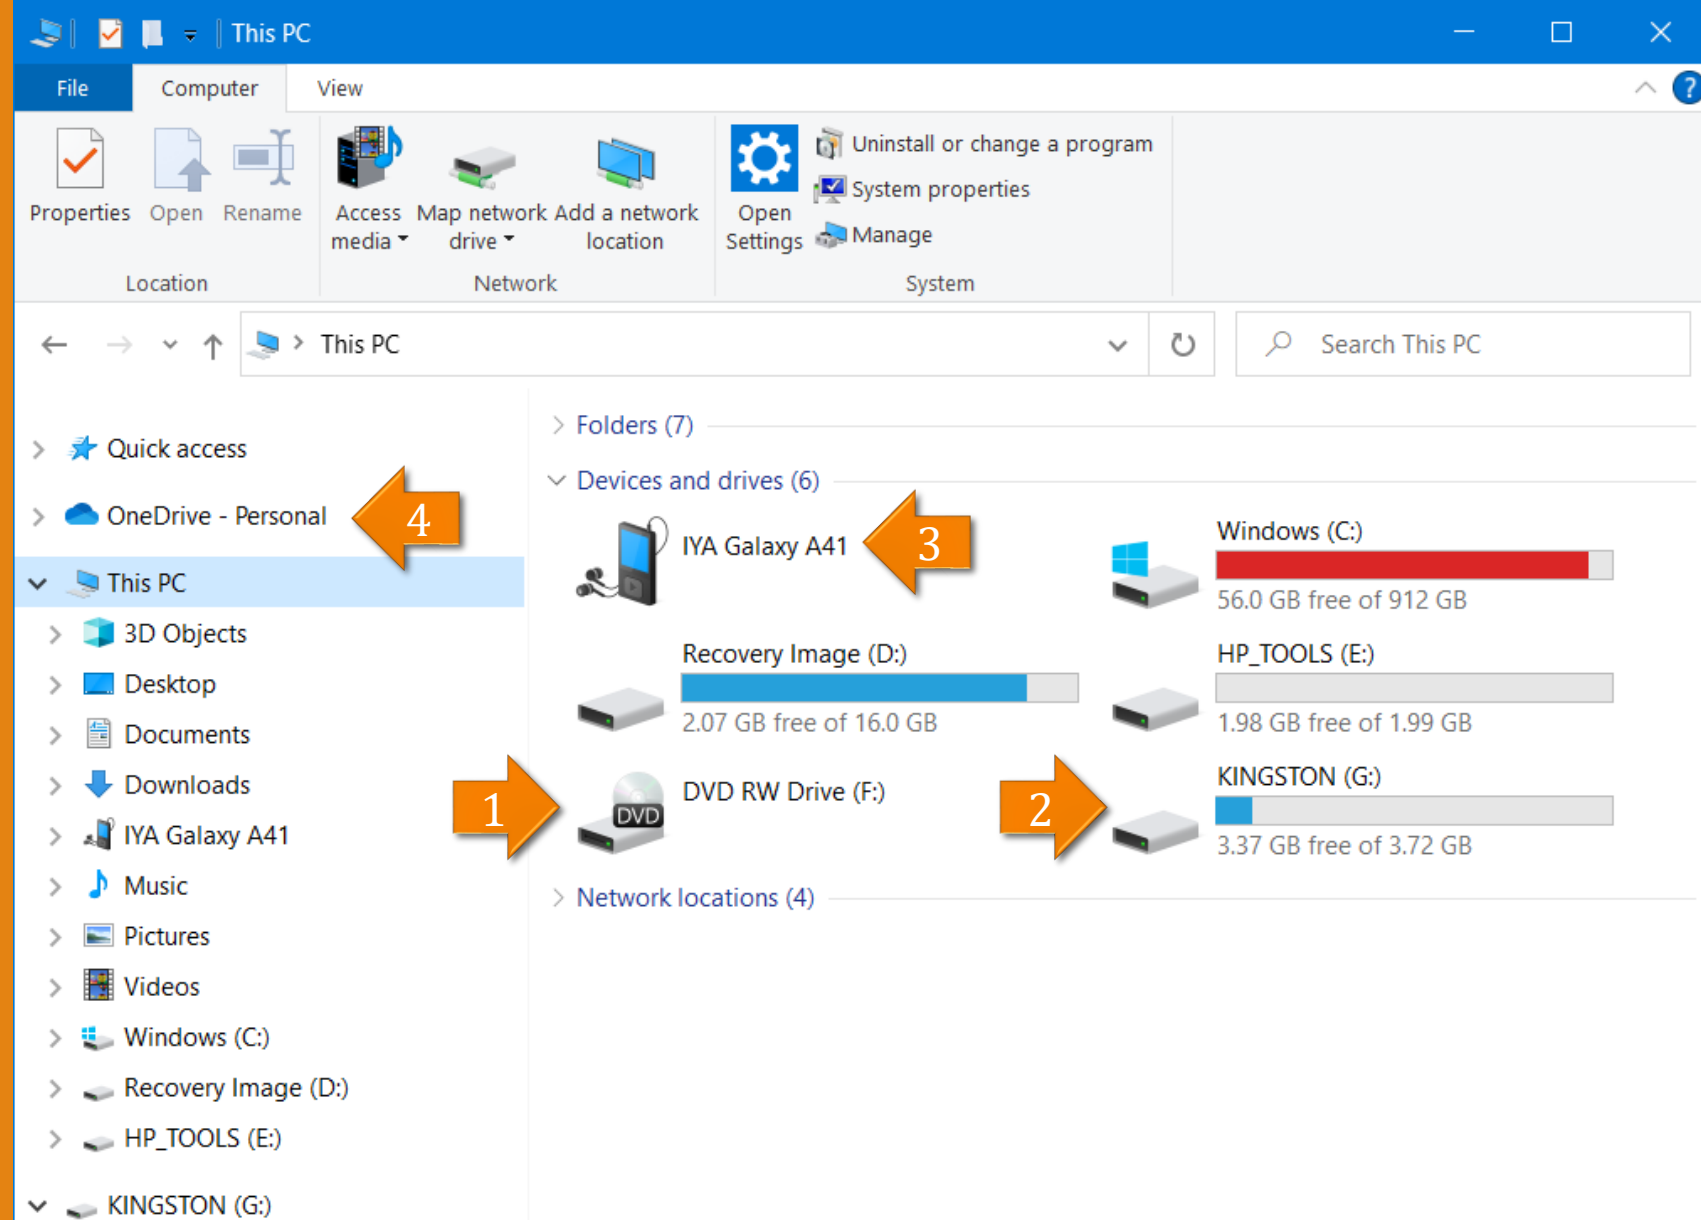 This PC
File Computer View
?
Properties Open Rename
Access media
Map network drive
Add a network location
Open Settings
Uninstall or change a program
System properties
Manage
Location Network System
This PC
Search This PC
Quick access
OneDrive - Personal
4
This PC
3D Objects
Desktop
Documents
Downloads
IYA Galaxy A41
Music
Pictures
Videos
Windows (C:)
Recovery Image (D:)
HP_TOOLS (E:)
KINGSTON (G:)
Folders (7)
Devices and drives (6)
IYA Galaxy A41
3
Windows (C:)
56.0 GB free of 912 GB
Recovery Image (D:)
2.07 GB free of 16.0 GB
HP_TOOLS (E:)
1.98 GB free of 1.99 GB
1
DVD
DVD RW Drive (F:)
2
KINGSTON (G:)
3.37 GB free of 3.72 GB
Network locations (4)